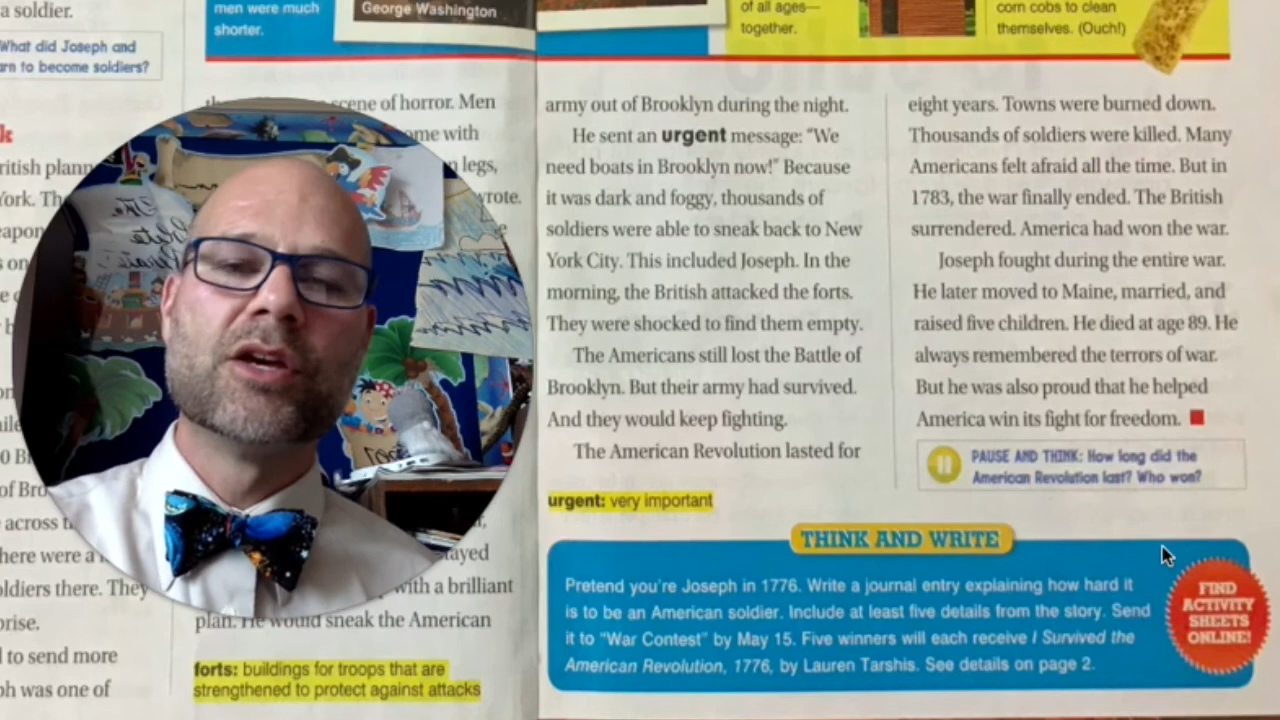 a soldier.
What did Joseph and
rn to become soldiers?
k
ritish plann
York. Th
eapon
s on
of Bro
across t
here were a
oldiers there. They
prise.
l to send more
ph was one of
men were much
shorter.
George Washington
scene of horror. Men
ome with
n legs,
wrote.
tayed
with a brilliant
plan. He would sneak the American
forts: buildings for troops that are
strengthened to protect against attacks
of all ages—
together.
corn cobs to clean
themselves. (Ouch!)
army out of Brooklyn during the night.
He sent an urgent message: “We
need boats in Brooklyn now!” Because
it was dark and foggy, thousands of
soldiers were able to sneak back to New
York City. This included Joseph. In the
morning, the British attacked the forts.
They were shocked to find them empty.
The Americans still lost the Battle of
Brooklyn. But their army had survived.
And they would keep fighting.
The American Revolution lasted for
urgent: very important
eight years. Towns were burned down.
Thousands of soldiers were killed. Many
Americans felt afraid all the time. But in
1783, the war finally ended. The British
surrendered. America had won the war.
Joseph fought during the entire war.
He later moved to Maine, married, and
raised five children. He died at age 89. He
always remembered the terrors of war.
But he was also proud that he helped
America win its fight for freedom.
PAUSE AND THINK: How long did the
American Revolution last? Who won?
THINK AND WRITE
Pretend you're Joseph in 1776. Write a journal entry explaining how hard it
is to be an American soldier. Include at least five details from the story. Send
it to “War Contest” by May 15. Five winners will each receive I Survived the
American Revolution, 1776, by Lauren Tarshis. See details on page 2.
FIND
ACTIVITY
SHEETS
ONLINE!